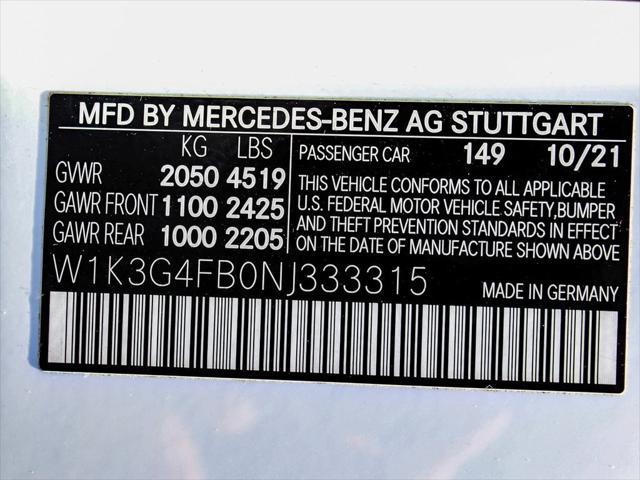 MFD BY MERCEDES-BENZ AG STUTTGART
KG LBS
GVWR 2050 4519
GAWR FRONT 1100 2425
GAWR REAR 1000 2205
PASSENGER CAR 149 10/21
THIS VEHICLE CONFORMS TO ALL APPLICABLE
U.S. FEDERAL MOTOR VEHICLE SAFETY,BUMPER
AND THEFT PREVENTION STANDARDS IN EFFECT
ON THE DATE OF MANUFACTURE SHOWN ABOVE
W1K3G4FB0NJ333315
MADE IN GERMANY